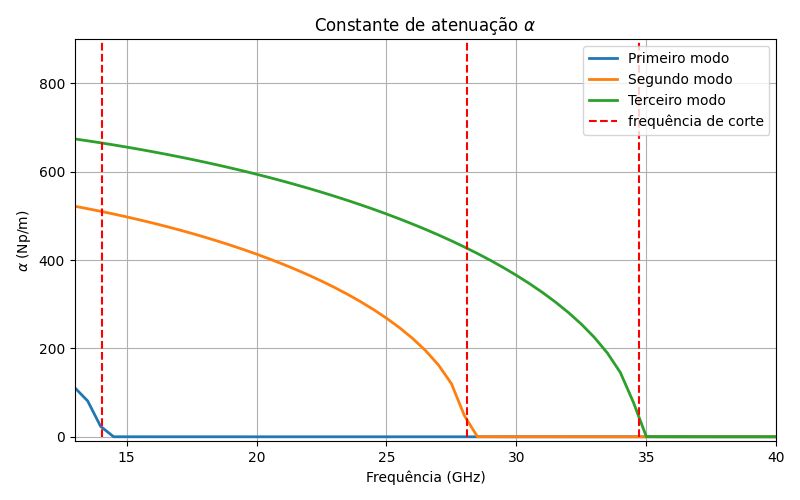 Constante de atenuação α
Primeiro modo
Segundo modo
Terceiro modo
frequência de corte
α (Np/m)
800
600
400
200
0
15 20 25 30 35 40
Frequência (GHz)